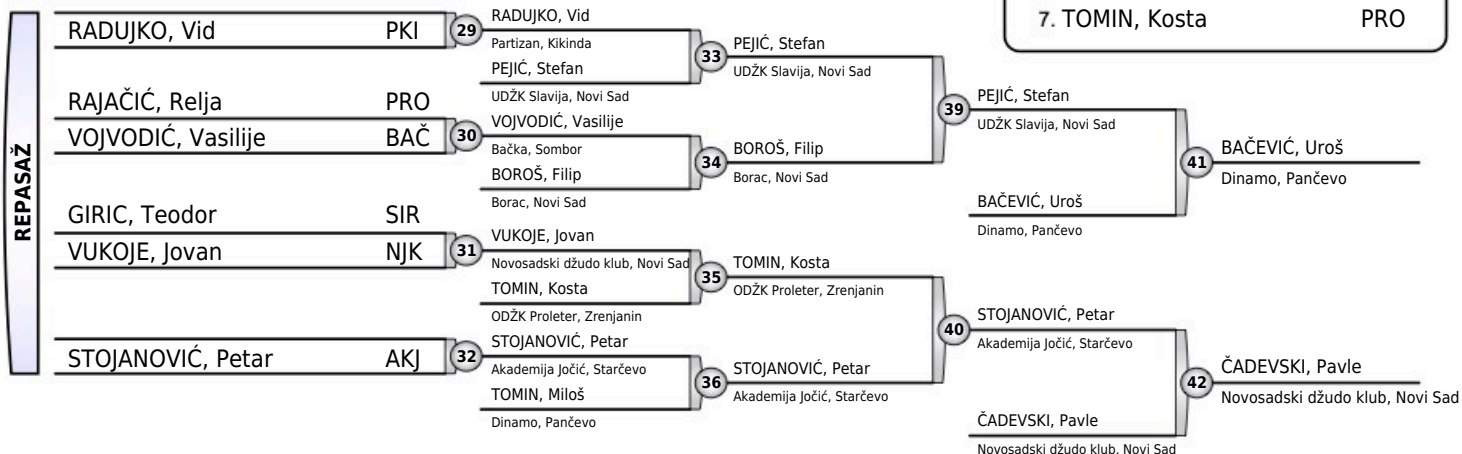 7. TOMIN, Kosta PRO
REPASAŽ
RADUJKO, Vid PKI
RAJAČIĆ, Relja PRO
VOJVODIĆ, Vasilije BAČ
GIRIC, Teodor SIR
VUKOJE, Jovan NJK
STOJANOVIĆ, Petar AKJ
29
30
31
32
RADUJKO, Vid
Partizan, Kikinda
PEJIĆ, Stefan
UDŽK Slavija, Novi Sad
VOJVODIĆ, Vasilije
Bačka, Sombor
BOROŠ, Filip
Borac, Novi Sad
VUKOJE, Jovan
Novosadski džudo klub, Novi Sad
TOMIN, Kosta
ODŽK Proleter, Zrenjanin
STOJANOVIĆ, Petar
Akademija Jočić, Starčevo
TOMIN, Miloš
Dinamo, Pančevo
33
34
35
36
PEJIĆ, Stefan
UDŽK Slavija, Novi Sad
BOROŠ, Filip
Borac, Novi Sad
TOMIN, Kosta
ODŽK Proleter, Zrenjanin
STOJANOVIĆ, Petar
Akademija Jočić, Starčevo
39
40
PEJIĆ, Stefan
UDŽK Slavija, Novi Sad
BAČEVIĆ, Uroš
Dinamo, Pančevo
STOJANOVIĆ, Petar
Akademija Jočić, Starčevo
ČADEVSKI, Pavle
Novosadski džudo klub, Novi Sad
41
42
BAČEVIĆ, Uroš
Dinamo, Pančevo
ČADEVSKI, Pavle
Novosadski džudo klub, Novi Sad